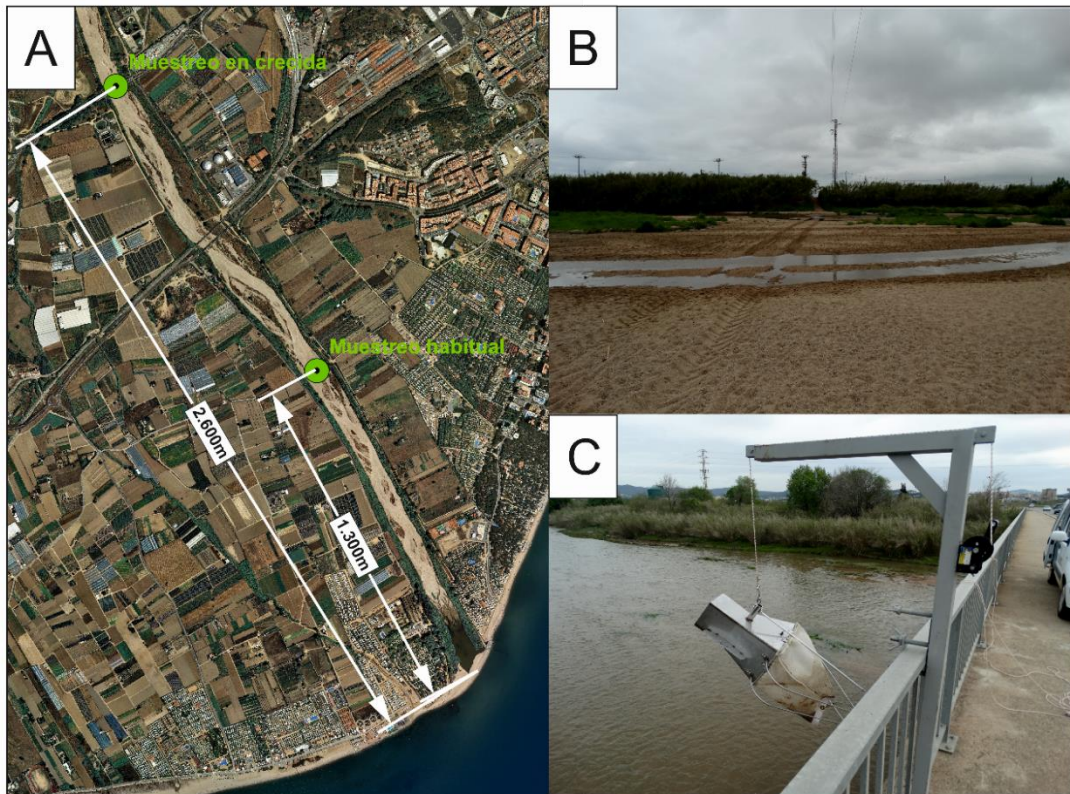 A
Muestreo en crecida
Muestreo habitual
2.600m
1.300m
B
C